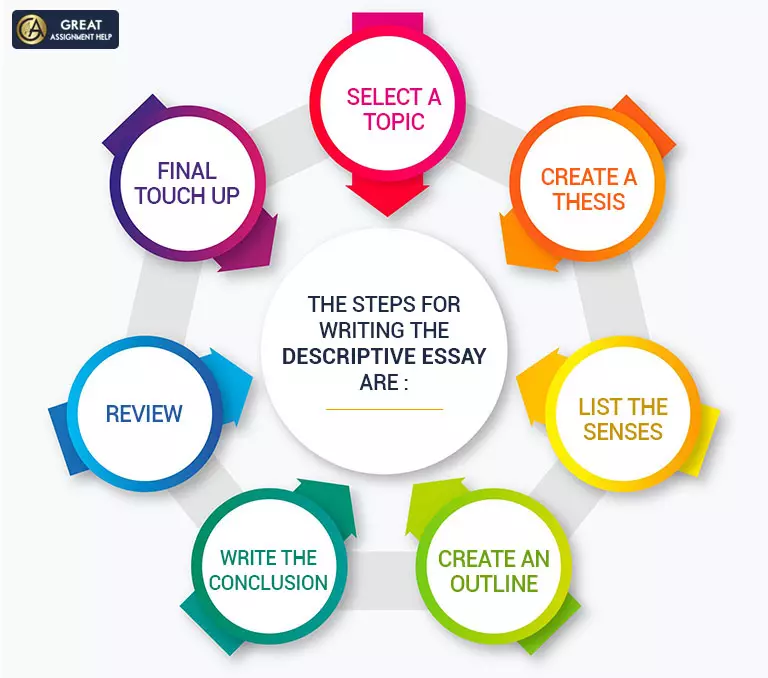 GREAT
ASSIGNMENT HELP
SELECT A
TOPIC
CREATE A
THESIS
LIST THE
SENSES
CREATE AN
OUTLINE
WRITE THE
CONCLUSION
REVIEW
FINAL
TOUCH UP
THE STEPS FOR
WRITING THE
DESCRIPTIVE ESSAY
ARE :